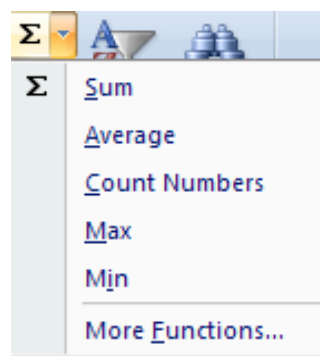 Σ
Σ Sum
Average
Count Numbers
Max
Min
More Functions...